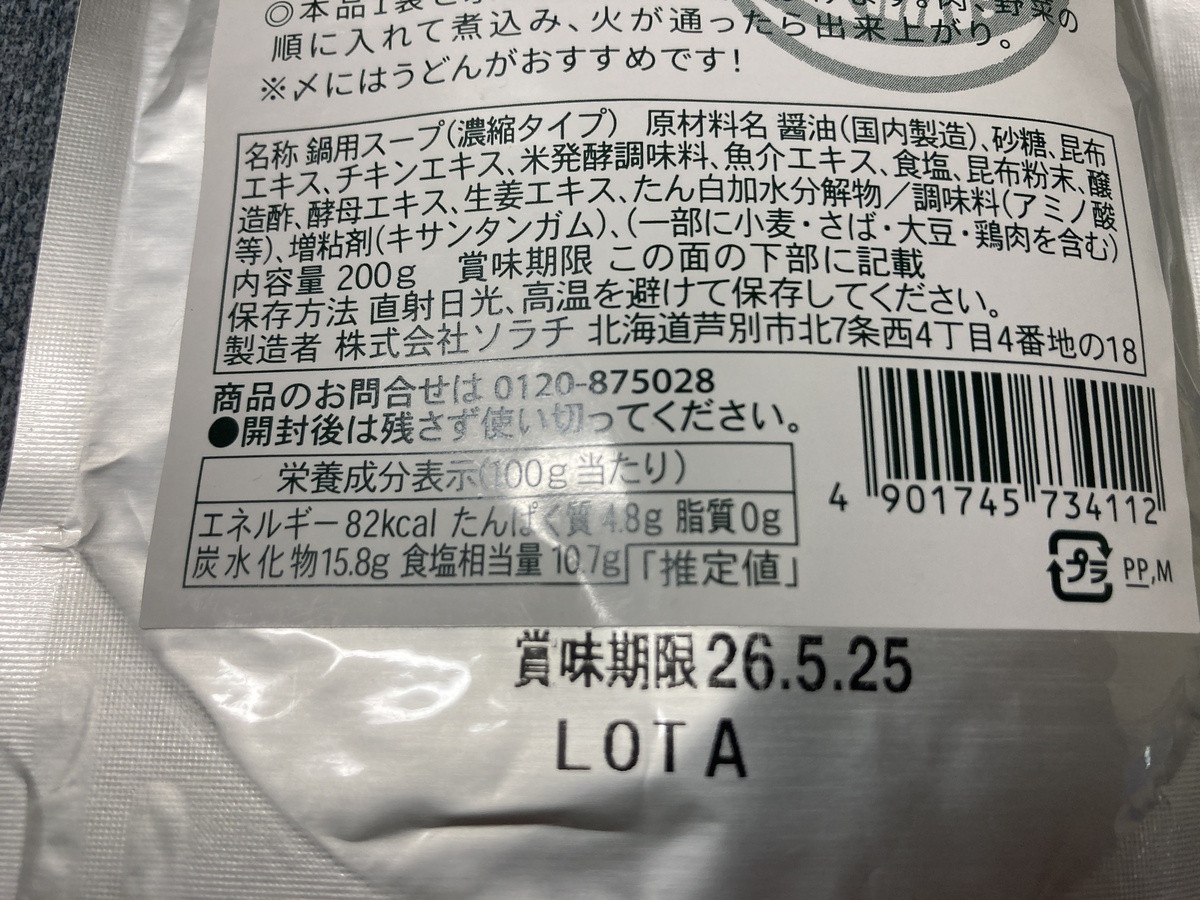 ◎本品1袋と
肉、野菜の
順に入れて煮込み、火が通ったら出来上がり。
※〆にはうどんがおすすめです!
名称 鍋用スープ(濃縮タイプ) 原材料名 醤油(国内製造)、砂糖、昆布
エキス、チキンエキス、米発酵調味料、魚介エキス、食塩、昆布粉末、醸
造酢、酵母エキス、生姜エキス、たん白加水分解物/調味料(アミノ酸
等)、増粘剤(キサンタンガム)、(一部に小麦・さば・大豆・鶏肉を含む)
内容量 200g 賞味期限 この面の下部に記載
保存方法 直射日光、高温を避けて保存してください。
製造者 株式会社ソラチ 北海道芦別市北7条西4丁目4番地の18
商品のお問合せは 0120-875028
●開封後は残さず使い切ってください。
栄養成分表示(100g当たり)
エネルギー82kcal たんぱく質4.8g 脂質0g
炭水化物15.8g 食塩相当量10.7g「推定値」
4 901745 734112
プラ PP,M
賞味期限26.5.25
LOT A